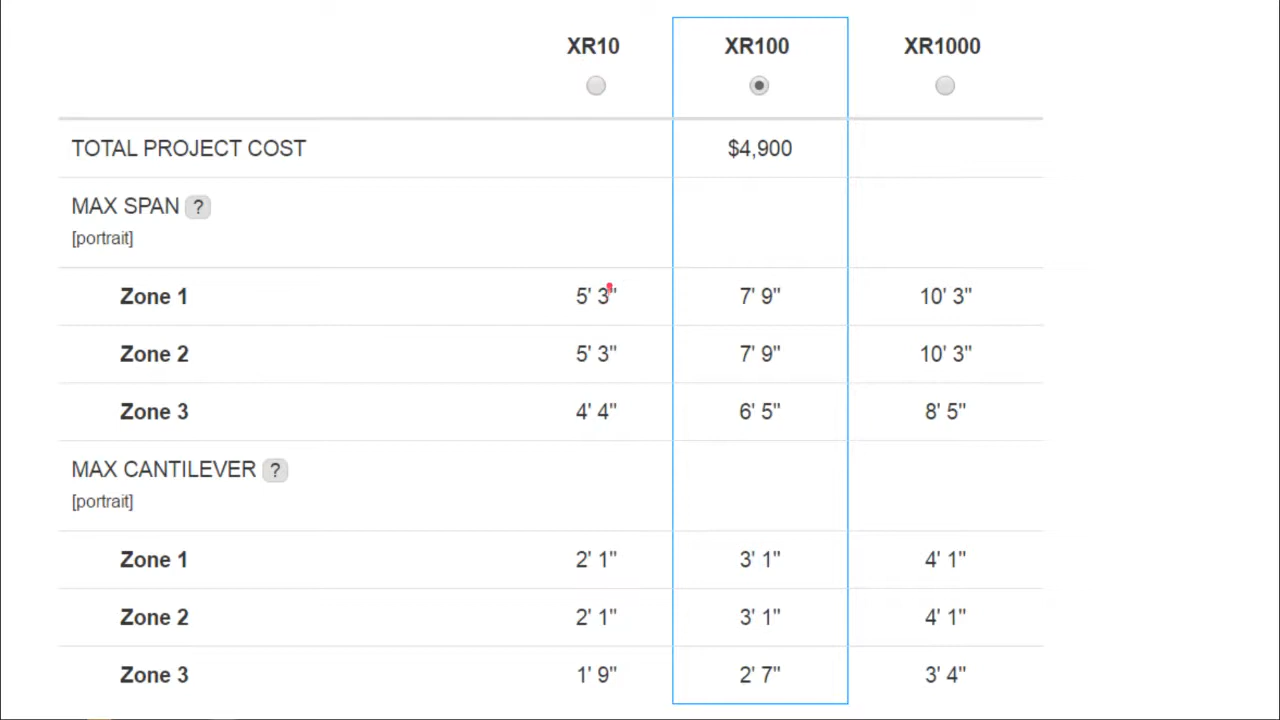 XR10 XR100 XR1000
TOTAL PROJECT COST $4,900
MAX SPAN ?
[portrait]
Zone 1 5' 3" 7' 9" 10' 3"
Zone 2 5' 3" 7' 9" 10' 3"
Zone 3 4' 4" 6' 5" 8' 5"
MAX CANTILEVER ?
[portrait]
Zone 1 2' 1" 3' 1" 4' 1"
Zone 2 2' 1" 3' 1" 4' 1"
Zone 3 1' 9" 2' 7" 3' 4"